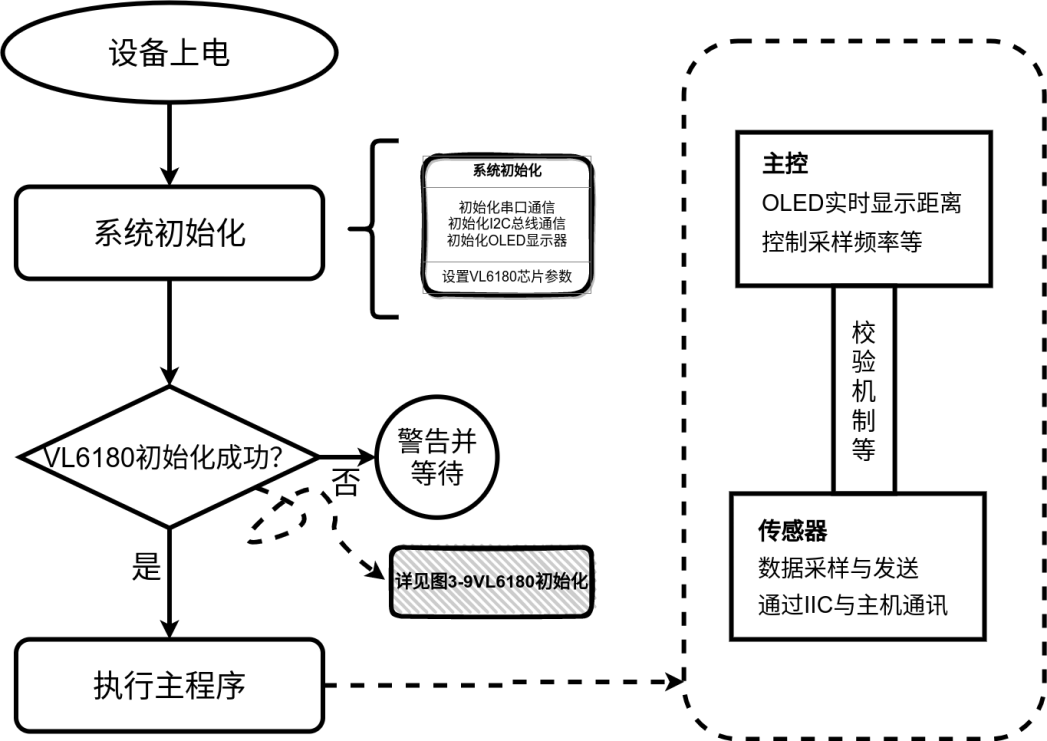 设备上电
系统初始化
系统初始化
初始化串口通信
初始化I2C总线通信
初始化OLED显示器
设置VL6180芯片参数
VL6180初始化成功?
否
警告并
等待
是
详见图3-9VL6180初始化
执行主程序
主控
OLED实时显示距离
控制采样频率等
校
验
机
制
等
传感器
数据采样与发送
通过IIC与主机通讯